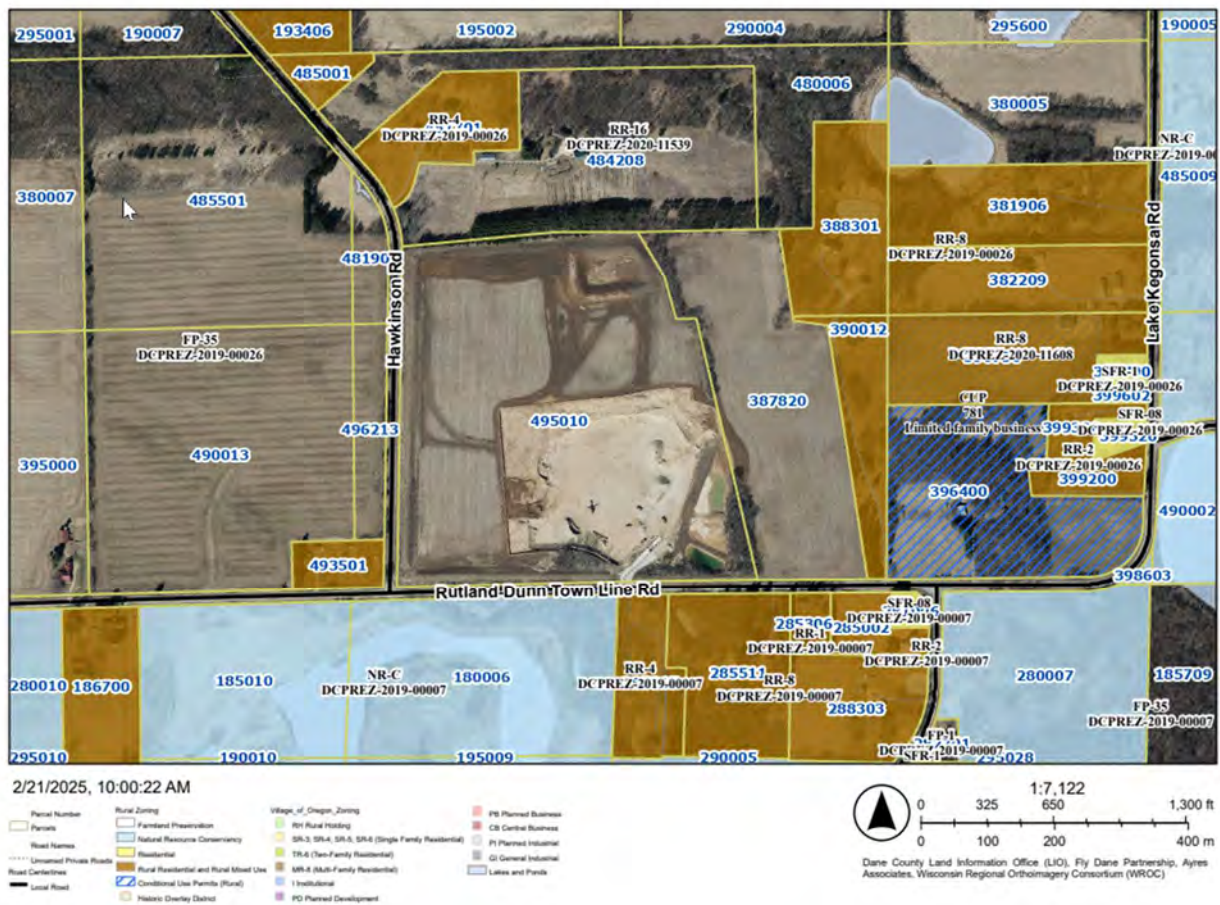 295001
190007
193406
195002
290004
295600
190005
485001
480006
380005
RR-4
DCPREZ-2019-00026
RR-16
DCPREZ-2020-11539
484208
NR-C
485009
380007
485501
388301
381906
RR-8
DCPREZ-2019-00026
382209
Lake Kegonsa Rd
Hawkinson Rd
FP-35
DCPREZ-2019-00026
390012
RR-8
DCPREZ-2020-11608
SFR-1
DCPREZ-2019-00026
399602
387820
CUP
781
Limited family business
SFR-08
DCPREZ-2019-00026
495010
496213
490013
395000
RR-2
DCPREZ-2019-00026
399200
396400
490002
493501
398603
Rutland Dunn Town Line Rd
SFR-08
DCPREZ-2019-00007
285306
285002
RR-1
DCPREZ-2019-00007
RR-2
DCPREZ-2019-00007
280010
186700
185010
NR-C
DCPREZ-2019-00007
180006
RR-4
DCPREZ-2019-00007
285511
RR-8
DCPREZ-2019-00007
288303
280007
185709
FP-35
DCPREZ-2019-00007
FP-1
DCPREZ-2019-00007
SFR-1
295010
190010
195009
290005
295028
2/21/2025, 10:00:22 AM
Parcel Number
Parcels
Road Names
Unnamed Private Roads
Road Centerlines
Local Road
Rural Zoning
Farmland Preservation
Natural Resource Conservancy
Residential
Rural Residential and Rural Mixed Use
Conditional Use Permits (Rural)
Historic Overlay District
Village_of_Oregon_Zoning
RH Rural Holding
SR-3; SR-4; SR-5; SR-6 (Single Family Residential)
TR-6 (Two-Family Residential)
MR-8 (Multi-Family Residential)
I Institutional
PD Planned Development
PB Planned Business
CB Central Business
PI Planned Industrial
GI General Industrial
Lakes and Ponds
1:7,122
0 325 650 1,300 ft
0 100 200 400 m
Dane County Land Information Office (LIO), Fly Dane Partnership, Ayres
Associates, Wisconsin Regional Orthoimagery Consortium (WROC)